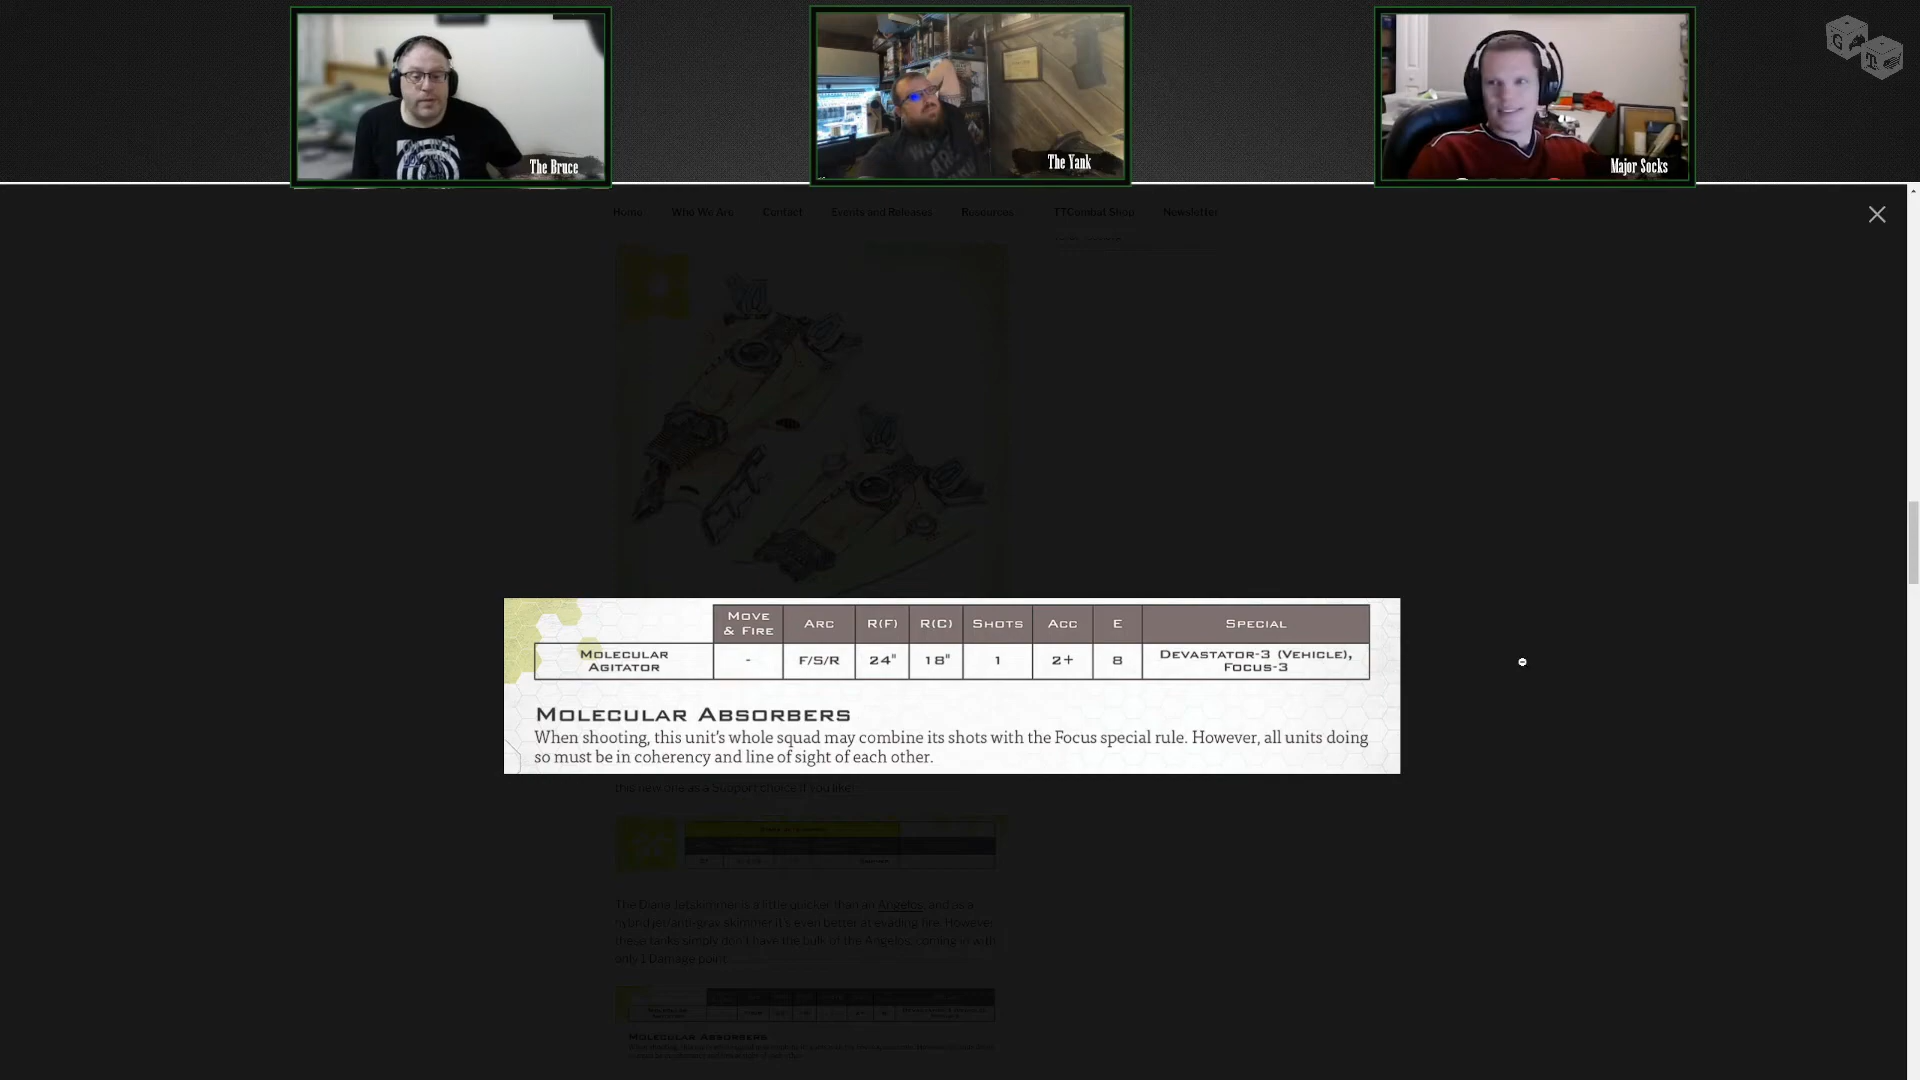 The Bruce
The Yank
Major Socks
Home Who We Are Contact Events and Releases Resources TTCombat Shop Newsletter
MOVE & FIRE ARC R(F) R(C) SHOTS ACC E SPECIAL
MOLECULAR AGITATOR - F/S/R 24" 18" 1 2+ 8 DEVASTATOR-3 (VEHICLE), FOCUS-3
MOLECULAR ABSORBERS
When shooting, this unit's whole squad may combine its shots with the Focus special rule. However, all units doing
so must be in coherency and line of sight of each other.
this new one as a Support choice if you like!
The Diana Jetskimmer is a little quicker than an Angelos, and as a
hybrid jet/anti-grav skimmer it's even better at evading fire. However
these tanks simply don't have the bulk of the Angelos, coming in with
only 1 Damage point.
MOLECULAR ABSORBERS